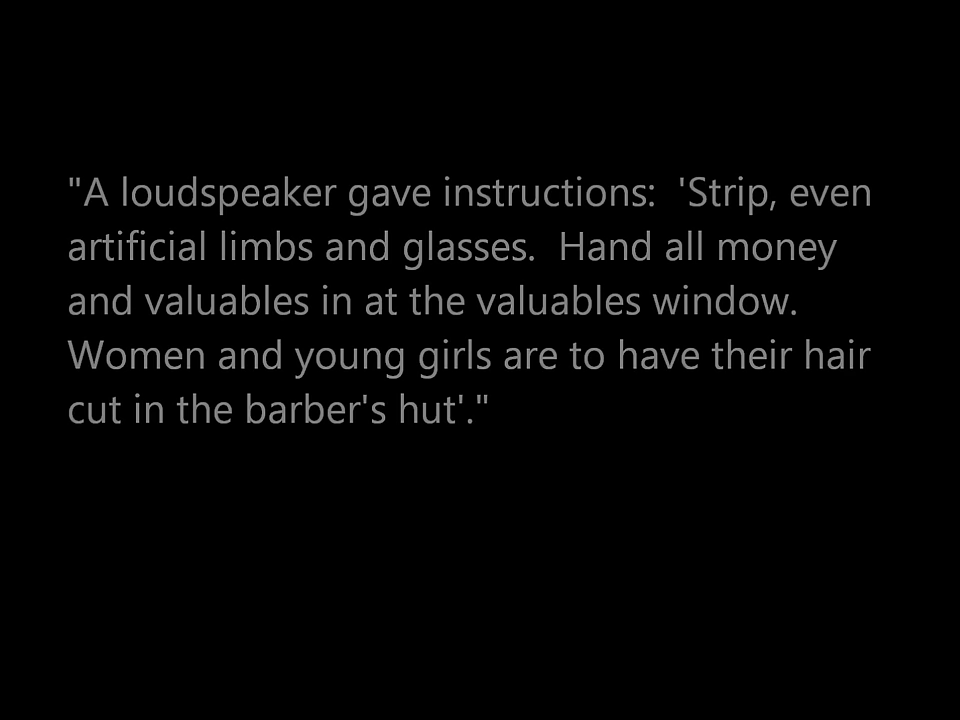 "A loudspeaker gave instructions:  'Strip, even
artificial limbs and glasses.  Hand all money
and valuables in at the valuables window.
Women and young girls are to have their hair
cut in the barber's hut'."